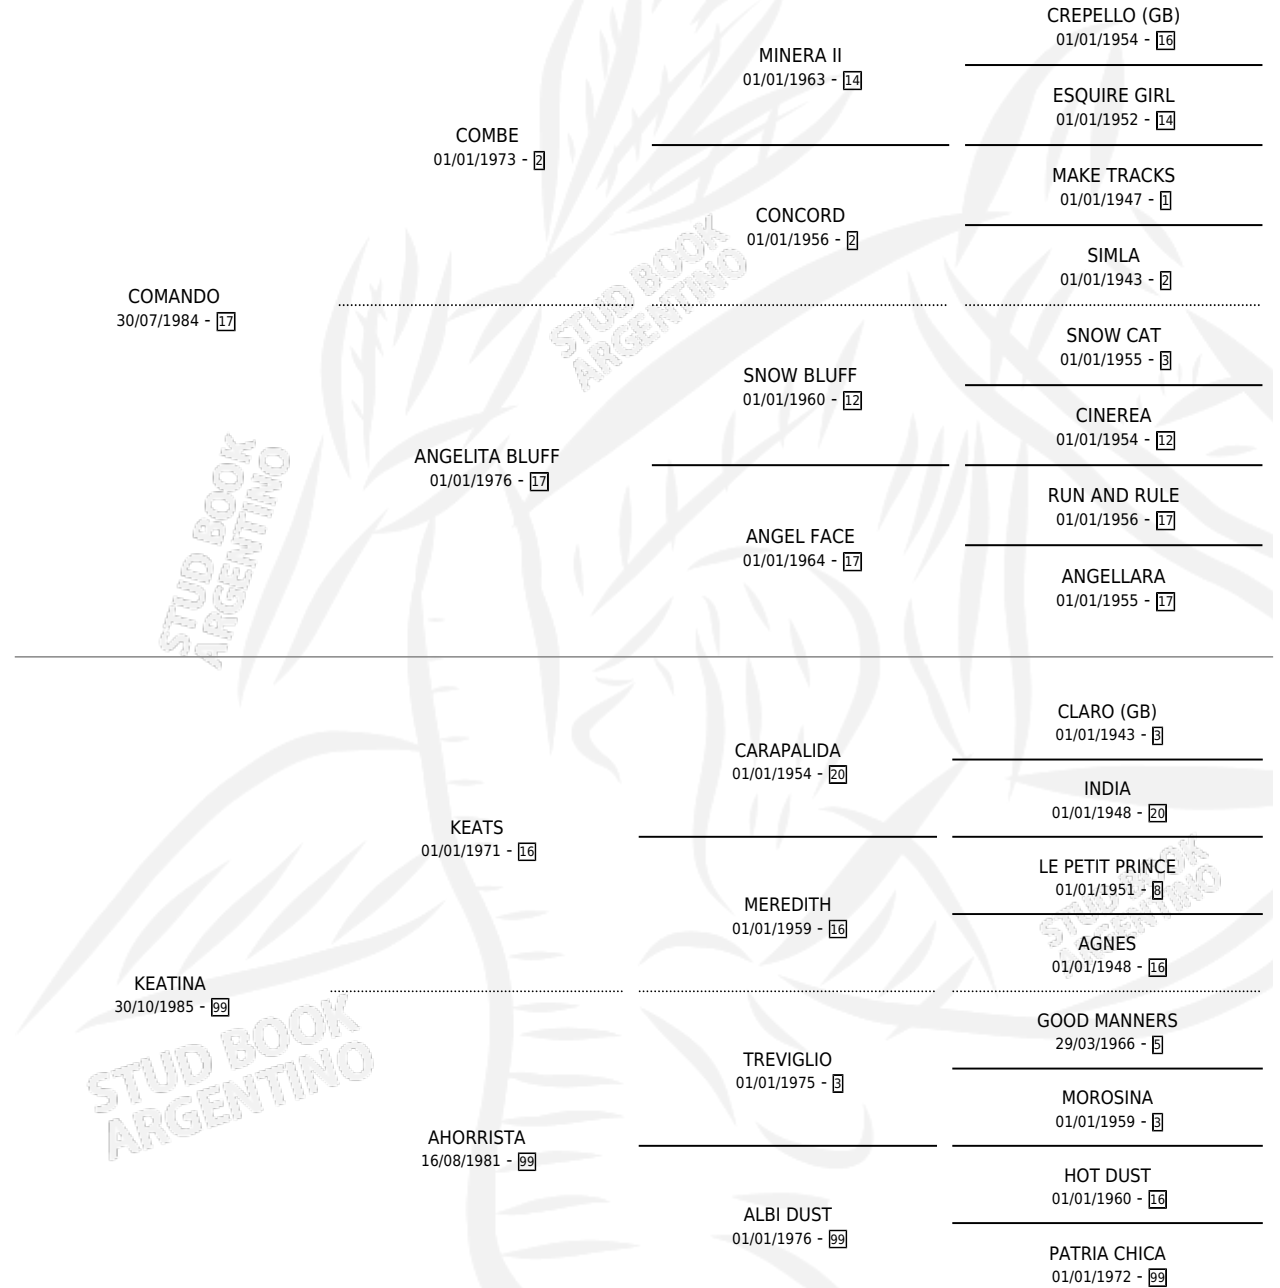 CREPELLO (GB)
01/01/1954 - 16
MINERA II
01/01/1963 - 14
ESQUIRE GIRL
01/01/1952 - 14
COMBE
01/01/1973 - 2
MAKE TRACKS
01/01/1947 - 1
CONCORD
01/01/1956 - 2
SIMLA
01/01/1943 - 2
COMANDO
30/07/1984 - 17
SNOW CAT
01/01/1955 - 3
SNOW BLUFF
01/01/1960 - 12
CINEREA
01/01/1954 - 12
ANGELITA BLUFF
01/01/1976 - 17
RUN AND RULE
01/01/1956 - 17
ANGEL FACE
01/01/1964 - 17
ANGELLARA
01/01/1955 - 17
STUD BOOK
ARGENTINO
STUD BOOK
ARGENTINO
CLARO (GB)
01/01/1943 - 3
CARAPALIDA
01/01/1954 - 20
INDIA
01/01/1948 - 20
KEATS
01/01/1971 - 16
LE PETIT PRINCE
01/01/1951 - 8
MEREDITH
01/01/1959 - 16
AGNES
01/01/1948 - 16
KEATINA
30/10/1985 - 99
GOOD MANNERS
29/03/1966 - 5
TREVIGLIO
01/01/1975 - 3
MOROSINA
01/01/1959 - 3
AHORRISTA
16/08/1981 - 99
HOT DUST
01/01/1960 - 16
ALBI DUST
01/01/1976 - 99
PATRIA CHICA
01/01/1972 - 99
STUD BOOK
ARGENTINO
STUD BOOK
ARGENTINO